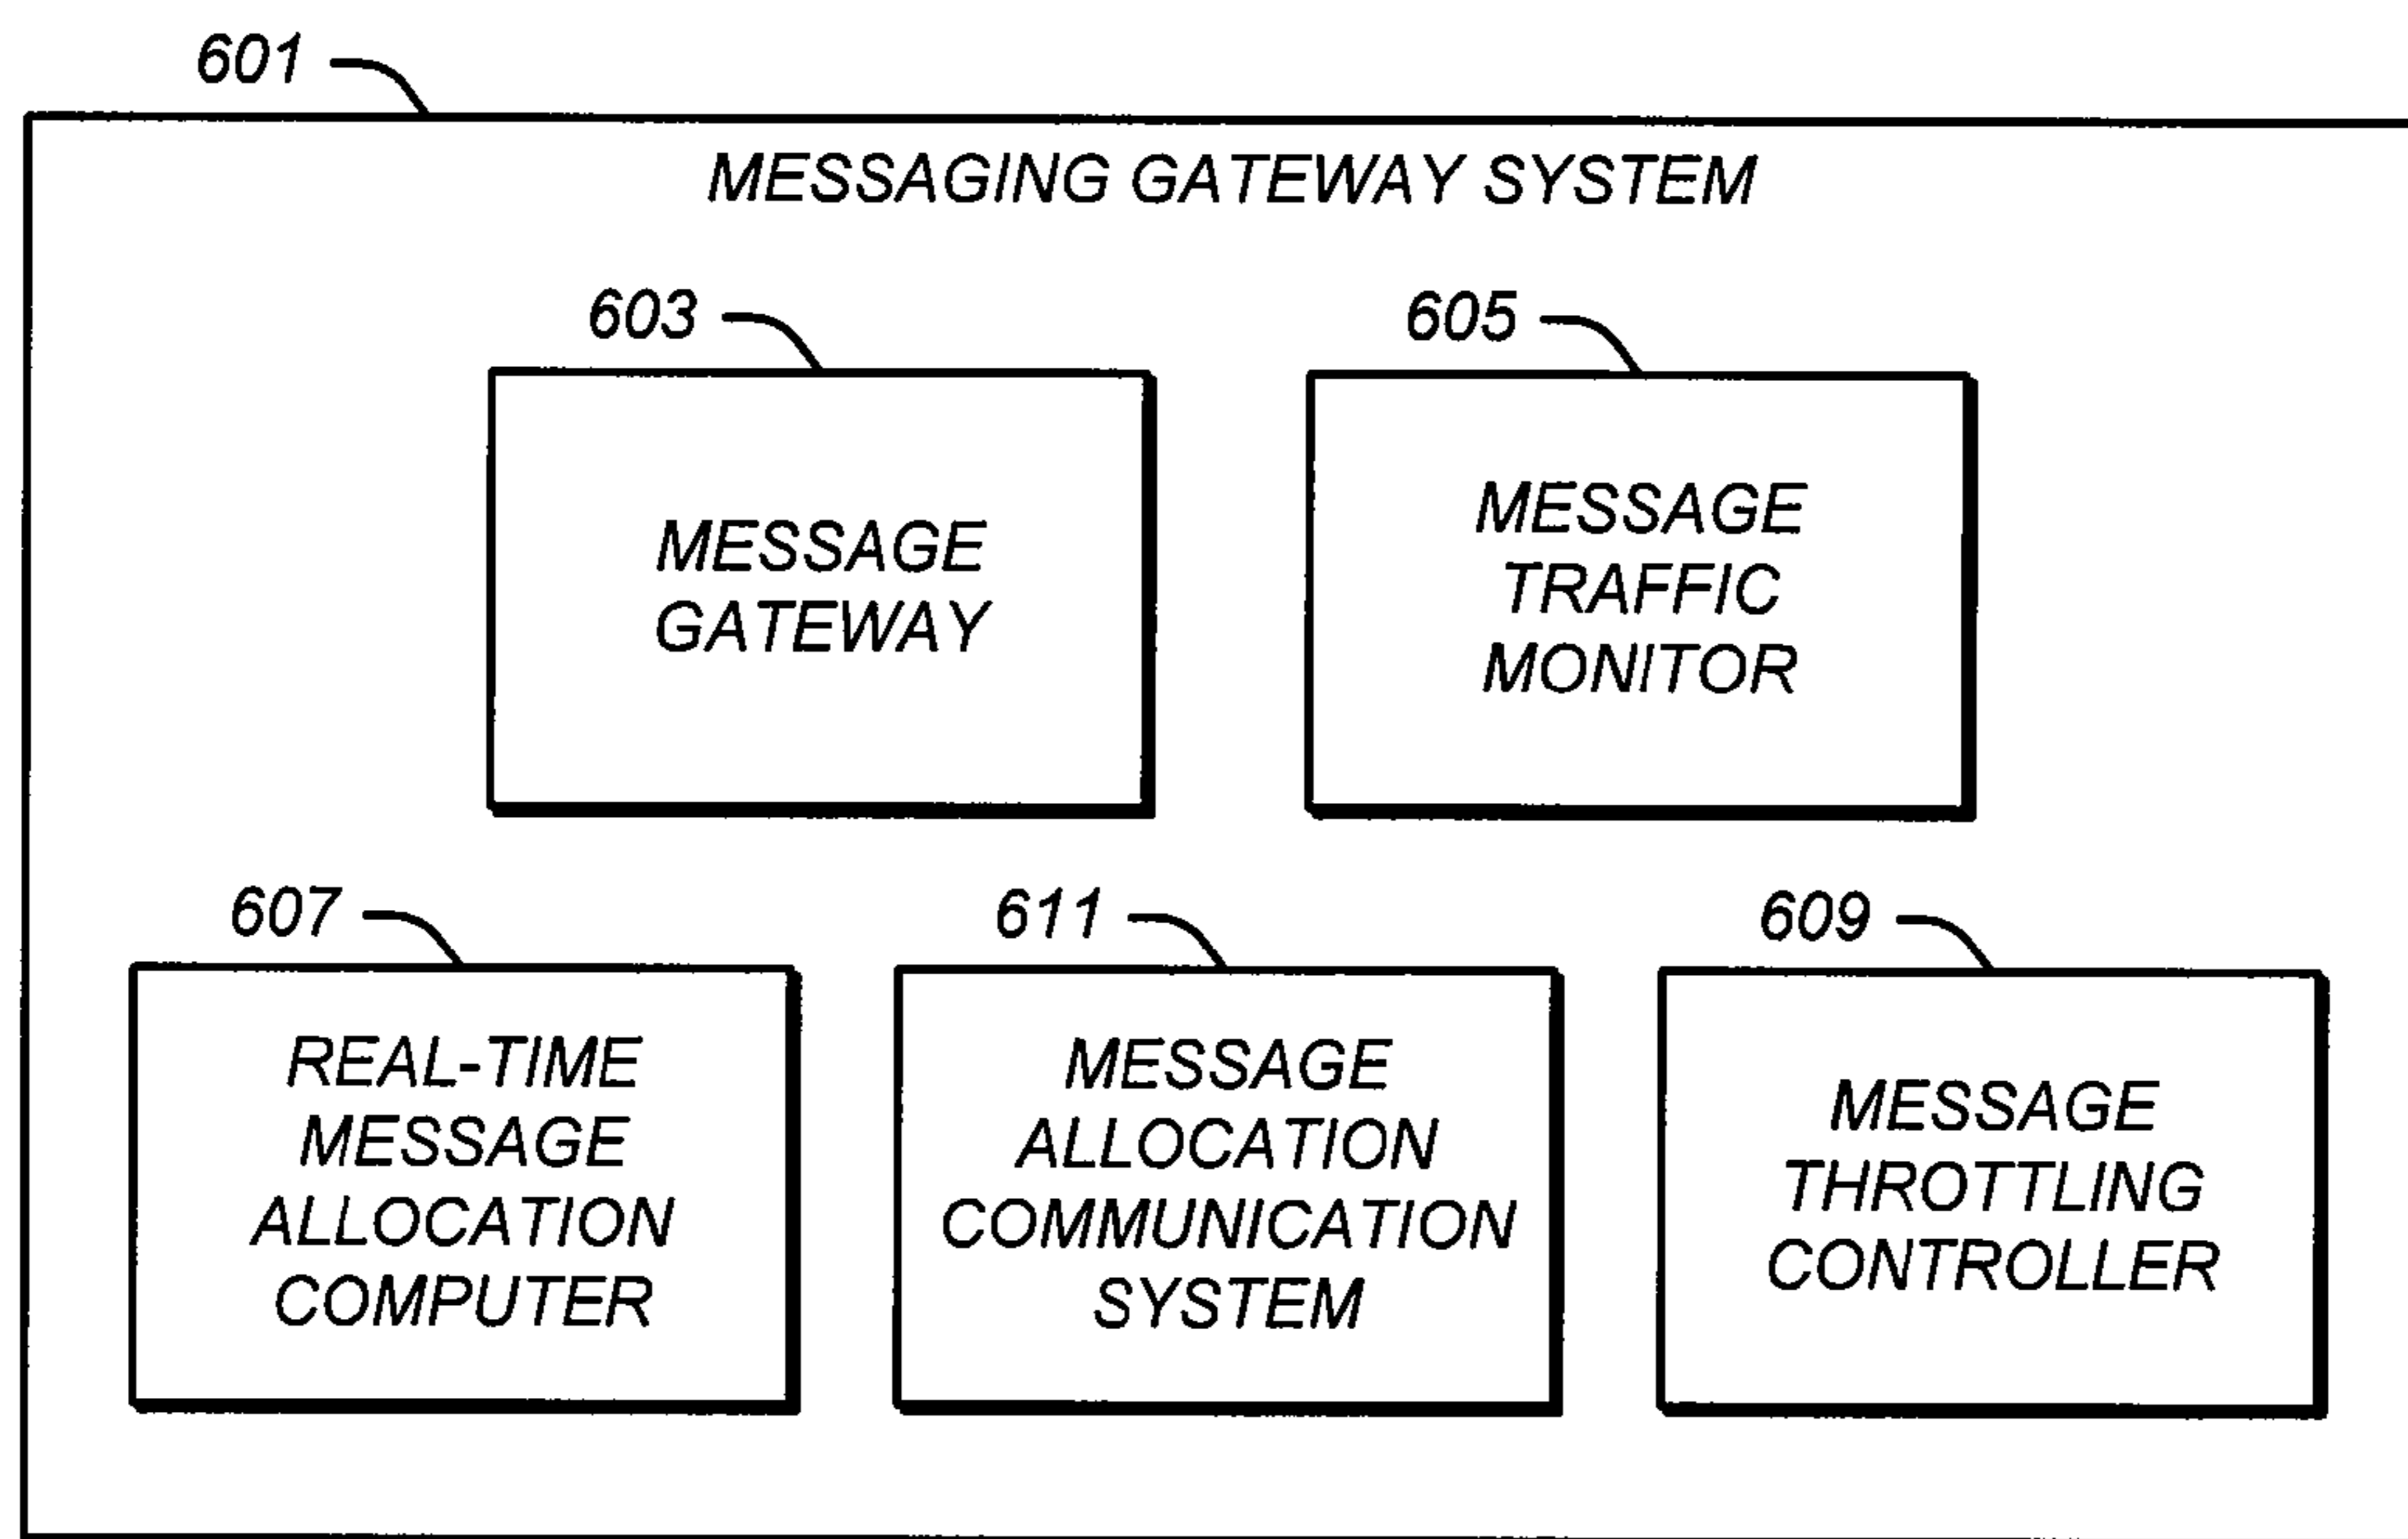 601
MESSAGING GATEWAY SYSTEM
603
MESSAGE
GATEWAY
605
MESSAGE
TRAFFIC
MONITOR
607
REAL-TIME
MESSAGE
ALLOCATION
COMPUTER
611
MESSAGE
ALLOCATION
COMMUNICATION
SYSTEM
609
MESSAGE
THROTTLING
CONTROLLER